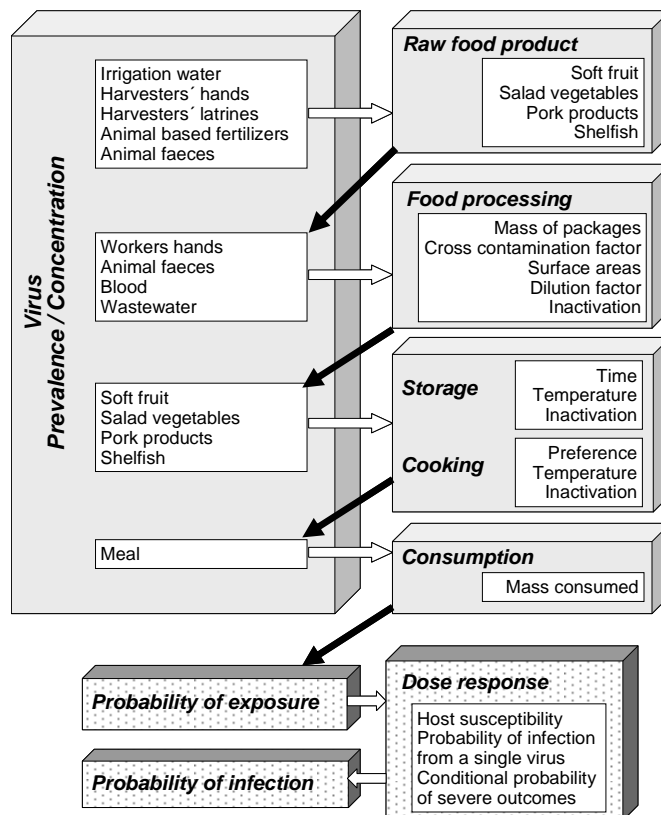 Virus
Prevalence / Concentration
Irrigation water
Harvesters´ hands
Harvesters´ latrines
Animal based fertilizers
Animal faeces
Raw food product
Soft fruit
Salad vegetables
Pork products
Shelfish
Workers hands
Animal faeces
Blood
Wastewater
Food processing
Mass of packages
Cross contamination factor
Surface areas
Dilution factor
Inactivation
Soft fruit
Salad vegetables
Pork products
Shelfish
Storage
Time
Temperature
Inactivation
Cooking
Preference
Temperature
Inactivation
Meal
Consumption
Mass consumed
Probability of exposure
Dose response
Host susceptibility
Probability of infection
from a single virus
Conditional probability
of severe outcomes
Probability of infection